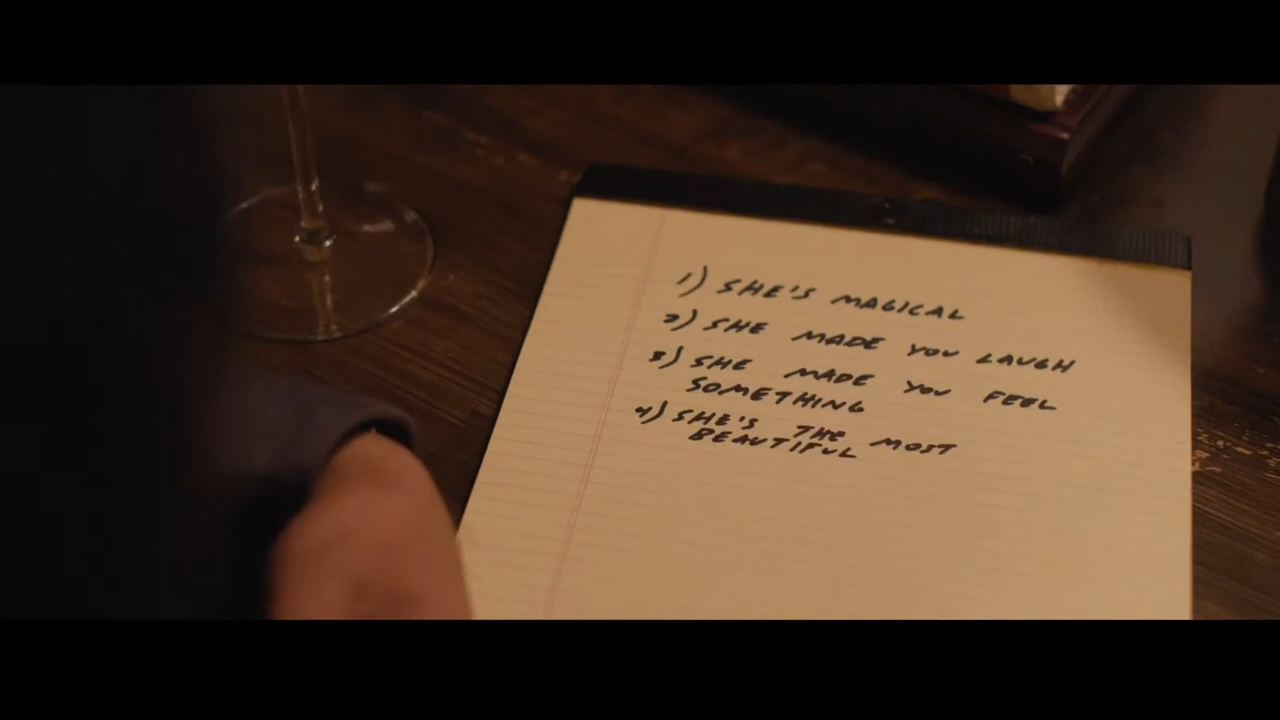 1) SHE'S MAGICAL
2) SHE MADE YOU LAUGH
3) SHE MADE YOU FEEL
SOMETHING
4) SHE'S THE MOST
BEAUTIFUL